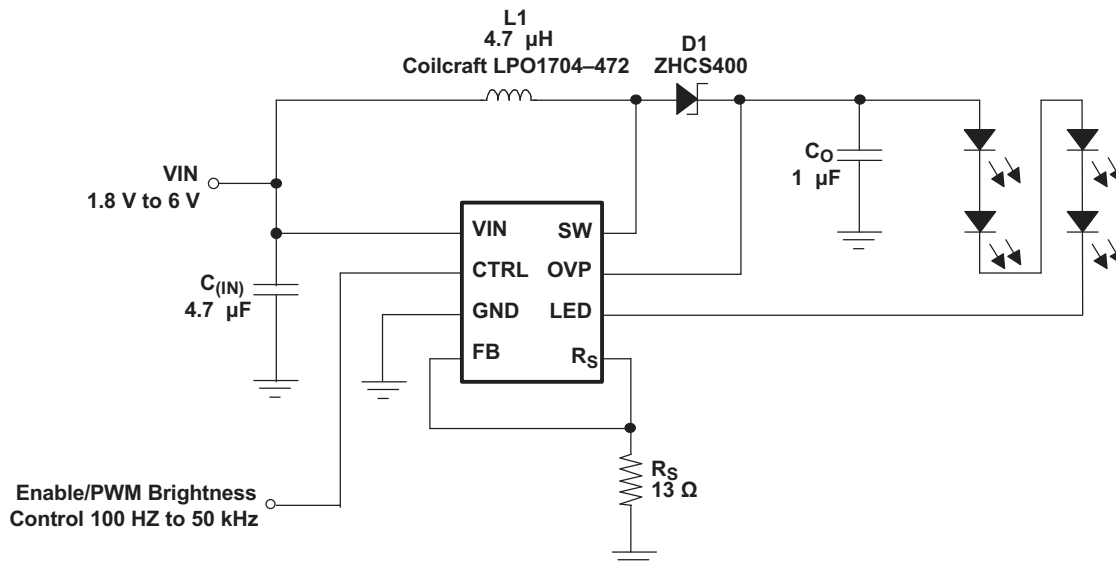 L1
4.7 µH
Coilcraft LPO1704–472
D1
ZHCS400
VIN
1.8 V to 6 V
C(IN)
4.7 µF
CO
1 µF
VIN
SW
CTRL
OVP
GND
LED
FB
RS
RS
13 Ω
Enable/PWM Brightness
Control 100 HZ to 50 kHz